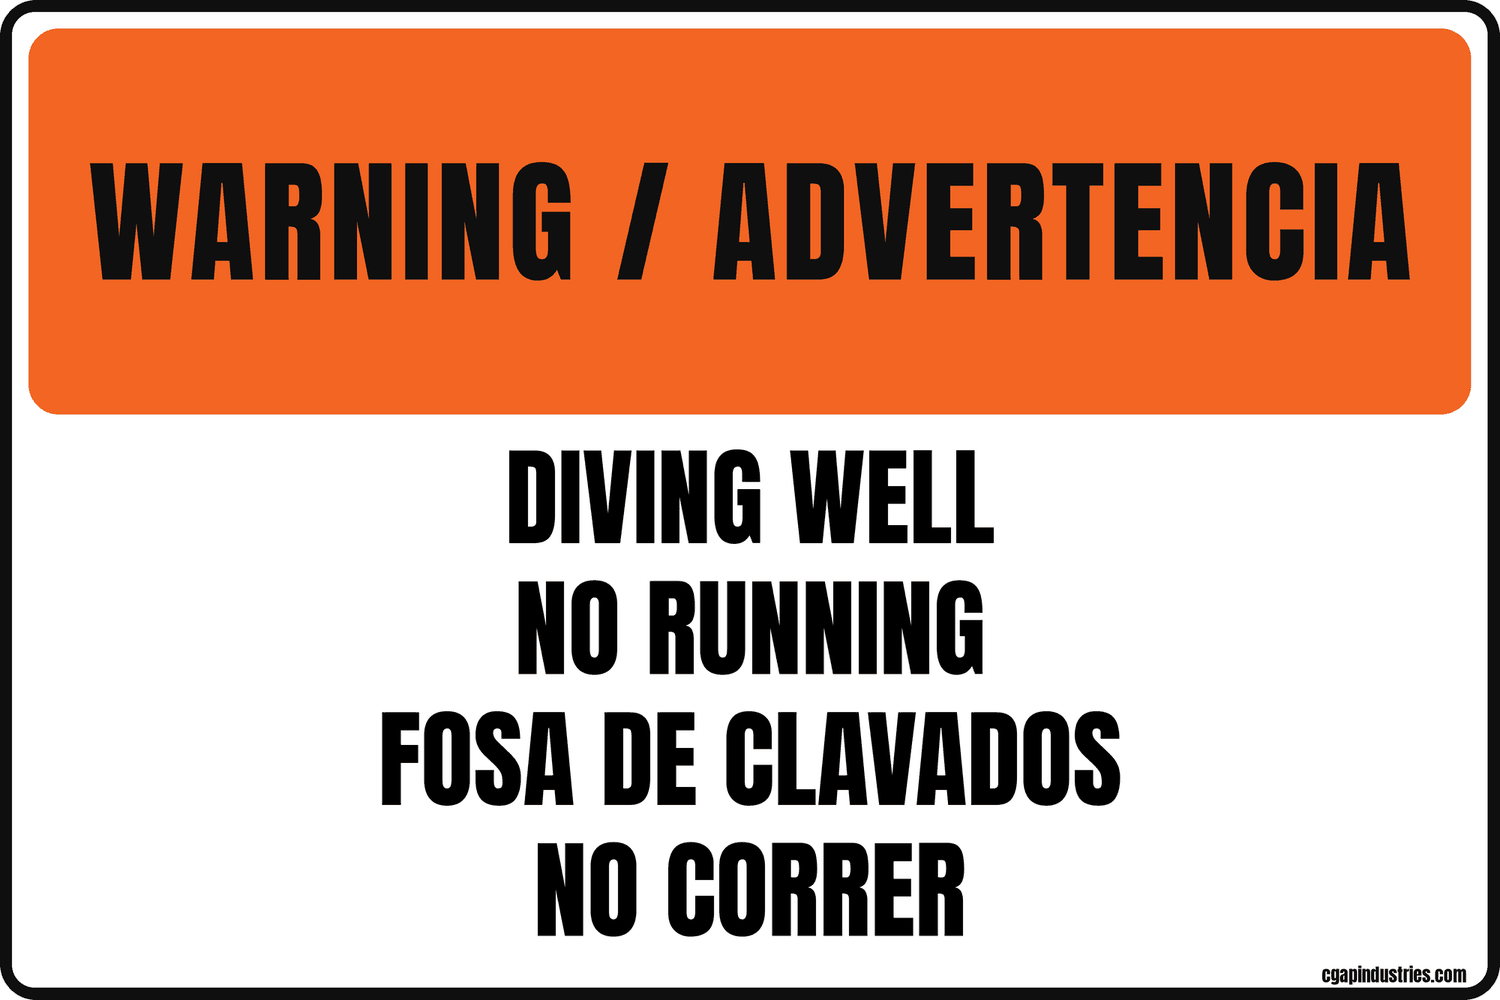 WARNING / ADVERTENCIA
DIVING WELL
NO RUNNING
FOSA DE CLAVADOS
NO CORRER
cgapindustries.com